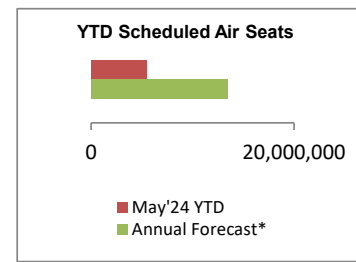 YTD Scheduled Air Seats
0 20,000,000
May'24 YTD
Annual Forecast*